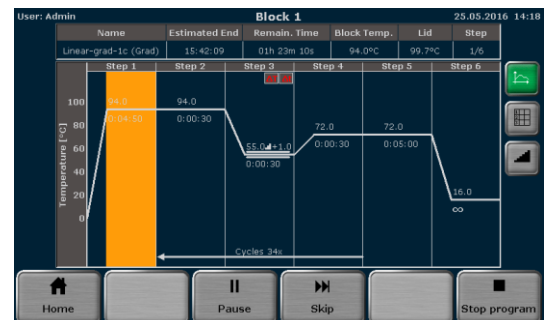 User: Admin Block 1 25.05.2016 14:18
Name Estimated End Remain. Time Block Temp. Lid Step
Linear-grad-1c (Grad) 15:42:09 01h 23m 10s 94.0ºC 99.7ºC 1/6
Step 1 Step 2 Step 3 Step 4 Step 5 Step 6
Temperature [°C]
100
80
60
40
20
0
94.0
0:04:30
94.0
0:00:30
55.0 +1.0
0:00:30
72.0
0:00:30
72.0
0:05:00
16.0
∞
Cycles 34x
Home Pause Skip Stop program